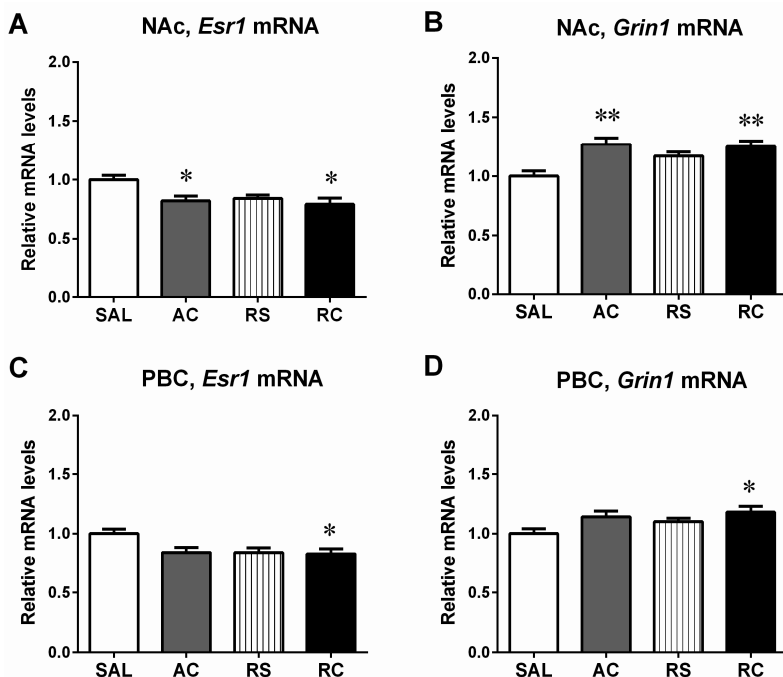 A
NAc, Esr1 mRNA
Relative mRNA levels
2.0
1.5
1.0
0.5
0.0
*
*
SAL AC RS RC
B
NAc, Grin1 mRNA
Relative mRNA levels
2.0
1.5
1.0
0.5
0.0
**
**
SAL AC RS RC
C
PBC, Esr1 mRNA
Relative mRNA levels
2.0
1.5
1.0
0.5
0.0
*
SAL AC RS RC
D
PBC, Grin1 mRNA
Relative mRNA levels
2.0
1.5
1.0
0.5
0.0
*
SAL AC RS RC